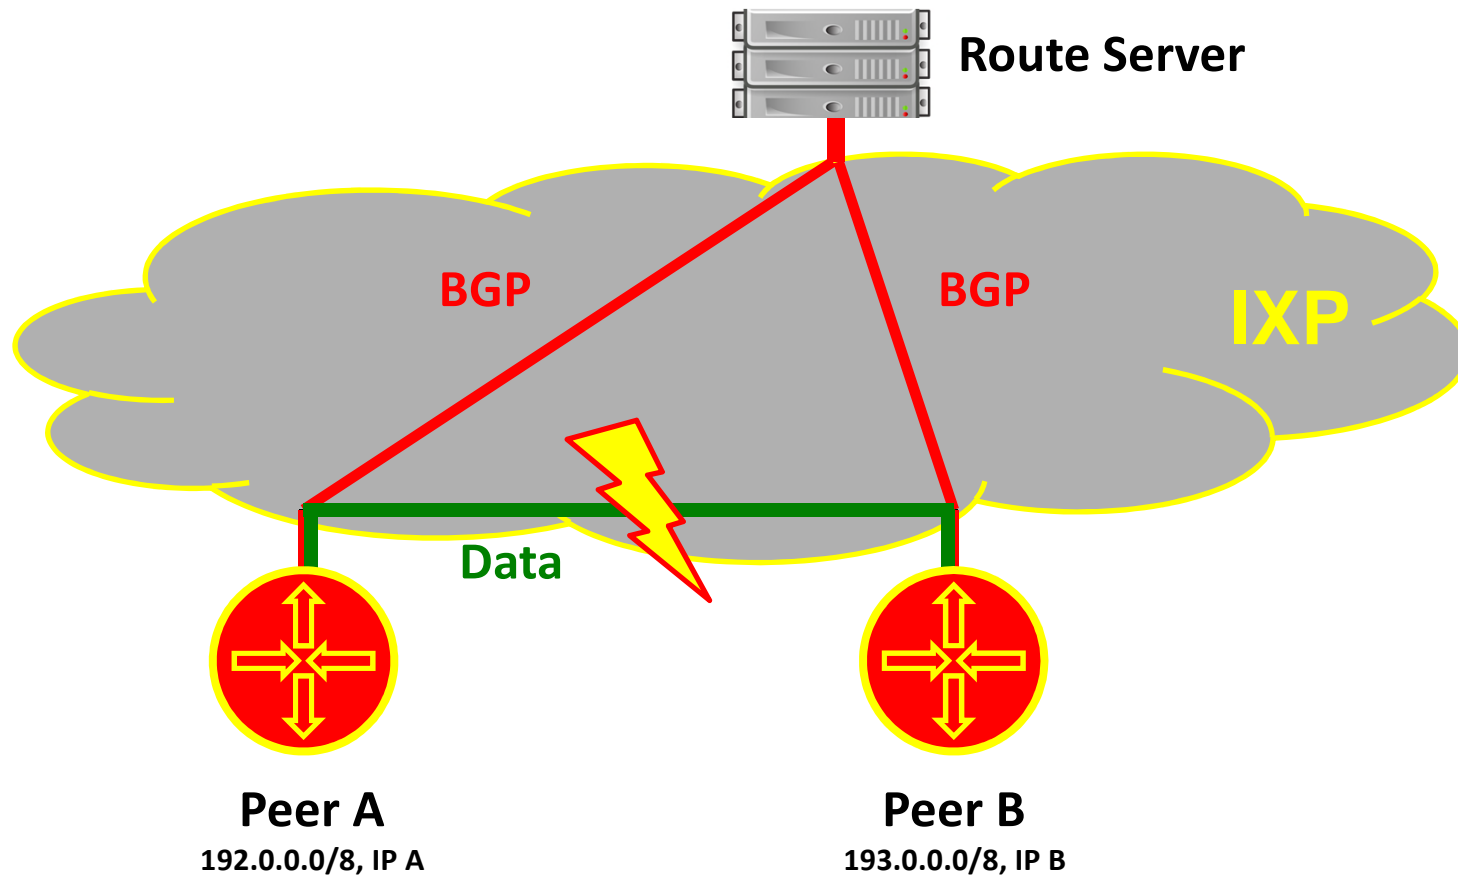 Route Server
BGP
BGP
IXP
Data
Peer A
192.0.0.0/8, IP A
Peer B
193.0.0.0/8, IP B